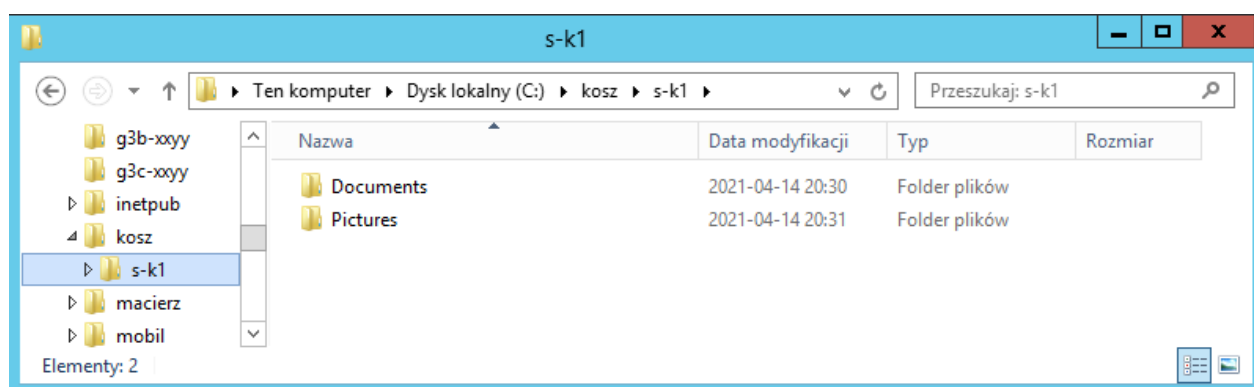 s-k1
Ten komputer Dysk lokalny (C:) kosz s-k1
Przeszukaj: s-k1
g3b-xxyy
g3c-xxyy
inetpub
kosz
s-k1
macierz
mobil
Nazwa Data modyfikacji Typ Rozmiar
Documents 2021-04-14 20:30 Folder plików
Pictures 2021-04-14 20:31 Folder plików
Elementy: 2